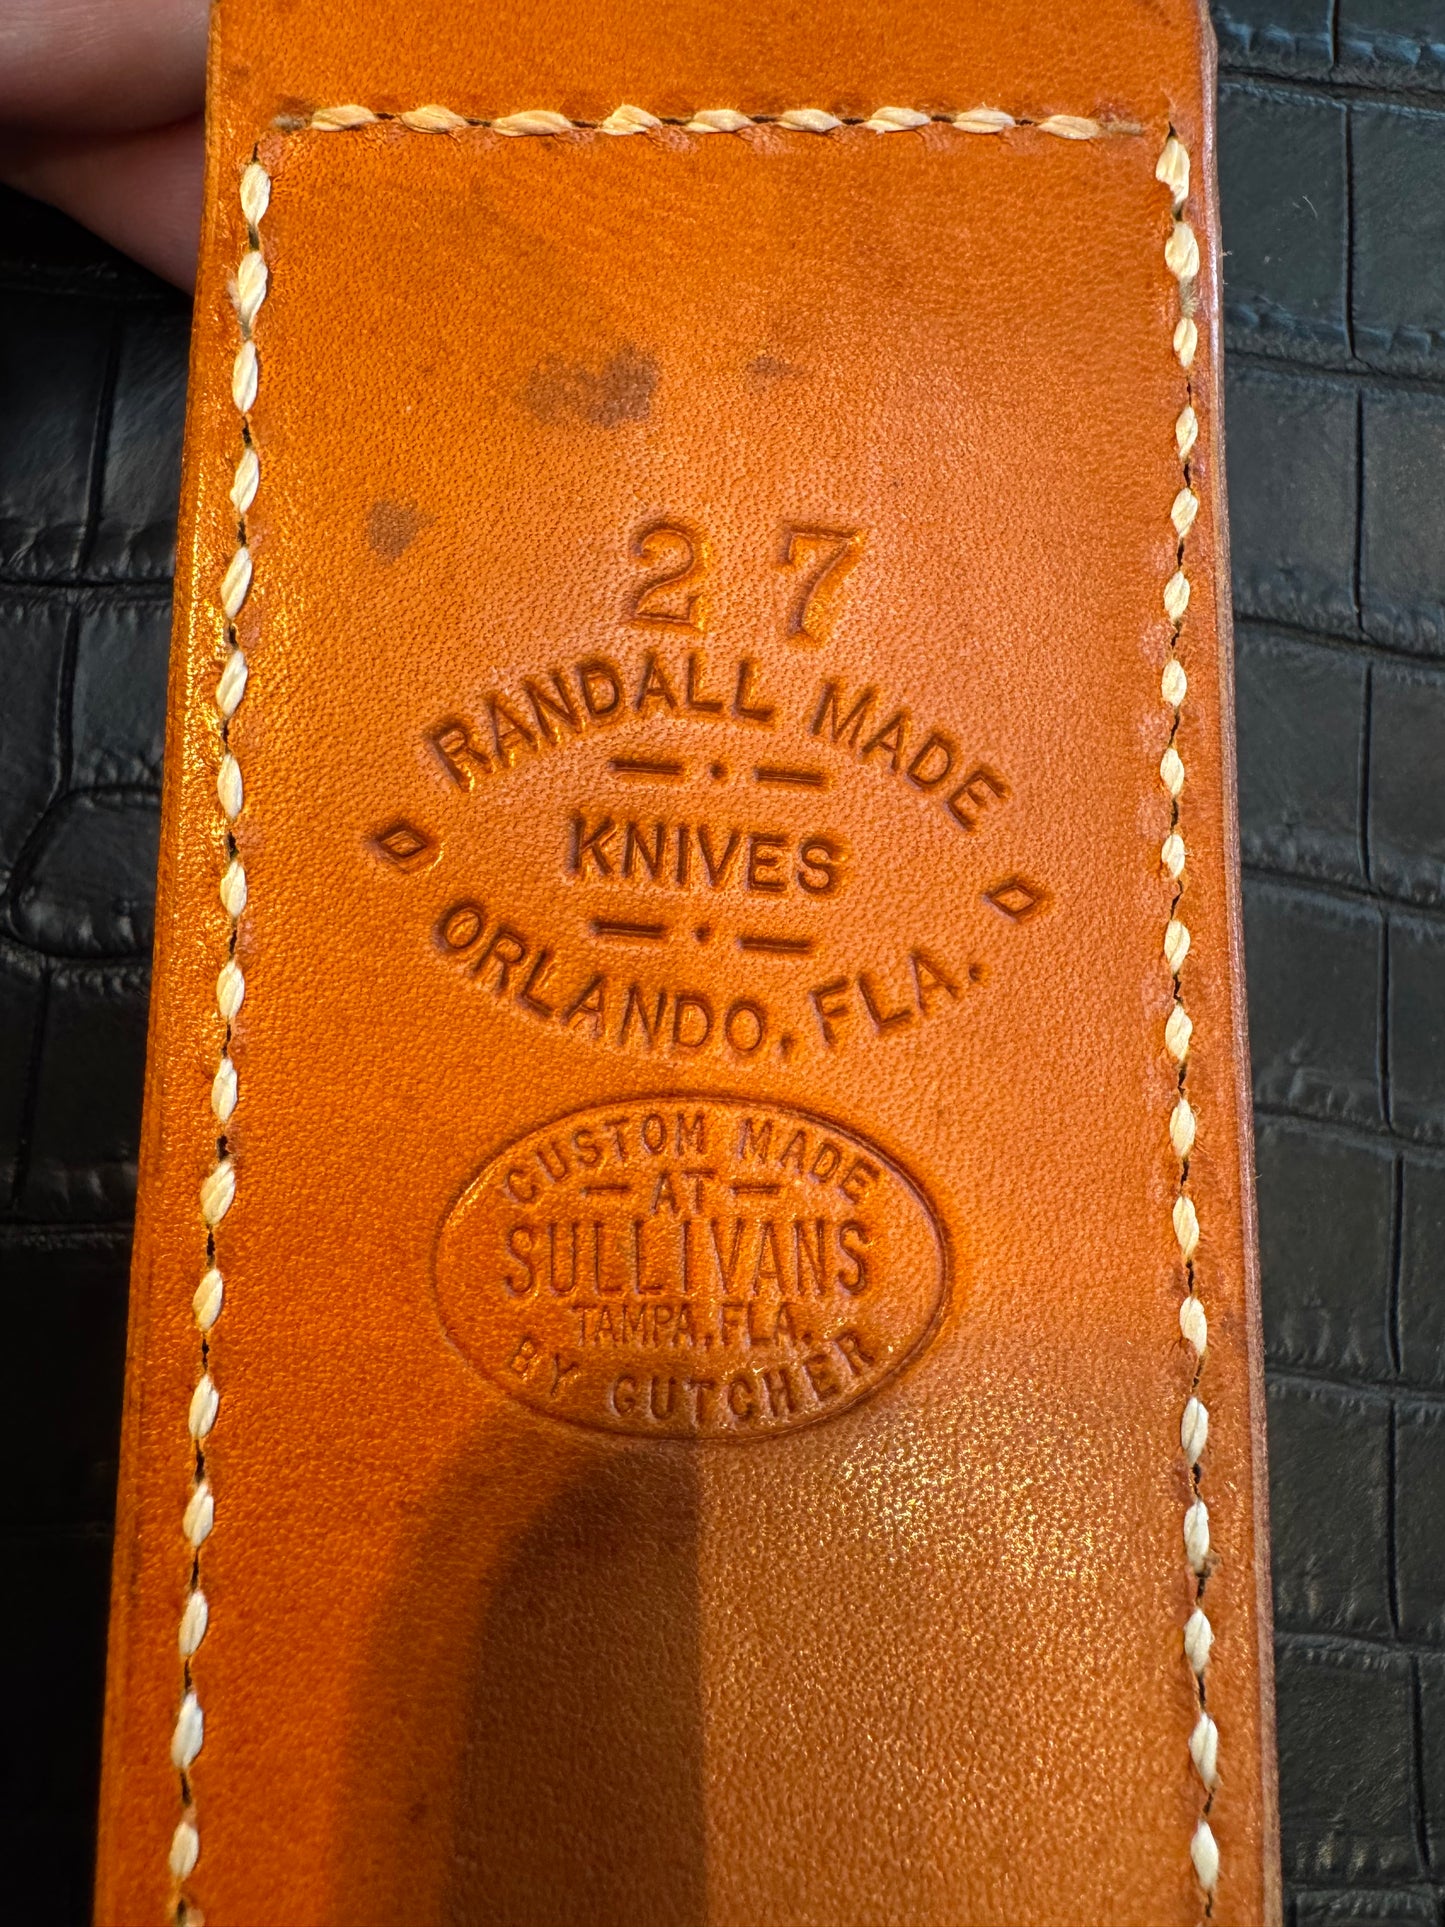 27
RANDALL MADE
KNIVES
ORLANDO, FLA.
CUSTOM MADE
- AT -
SULLIVANS
TAMPA, FLA.
BY GUTCHER